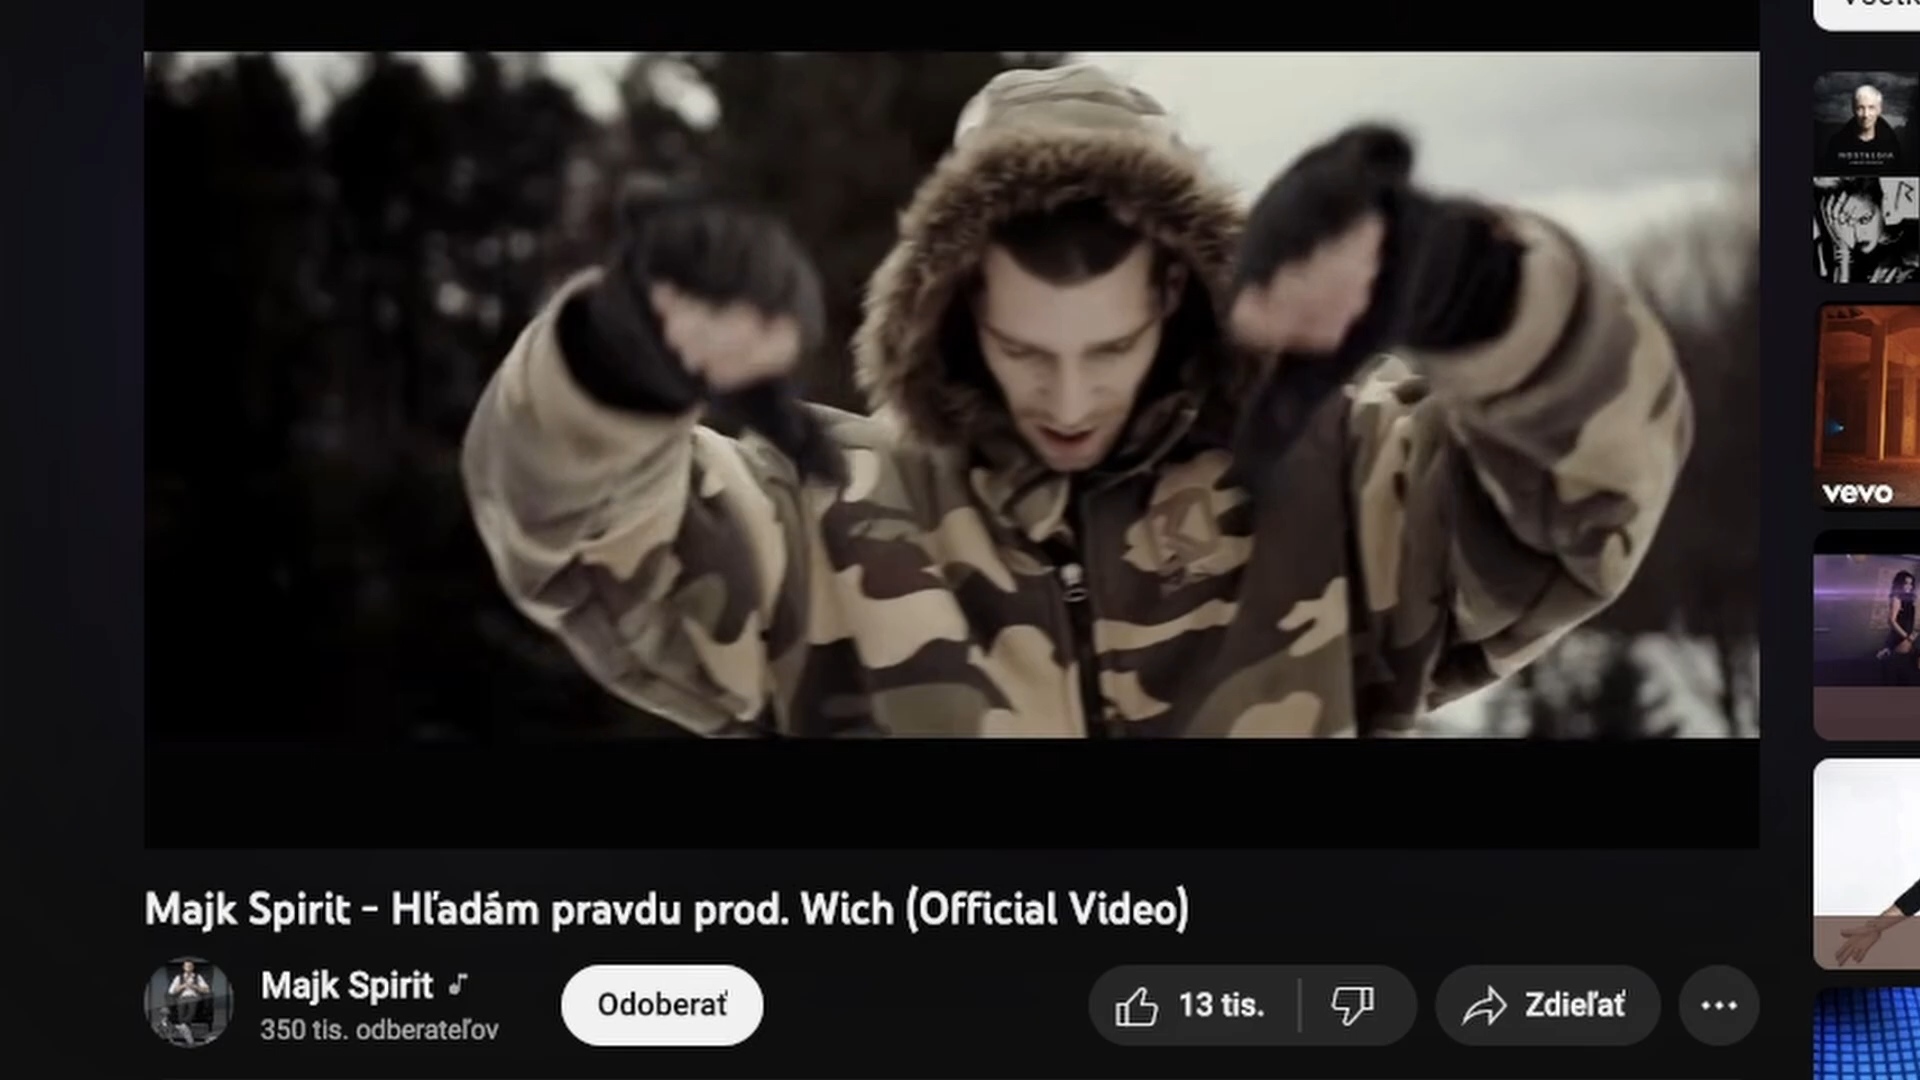 vevo
Majk Spirit - Hľadám pravdu prod. Wich (Official Video)
Majk Spirit
350 tis. odberateľov
Odoberať
13 tis.
Zdieľať